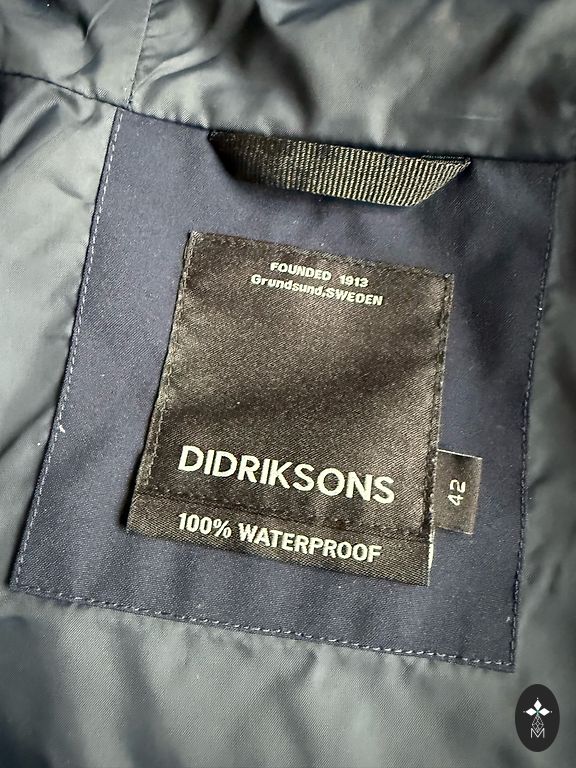 FOUNDED 1913
Grundsund.SWEDEN
DIDRIKSONS
42
100% WATERPROOF
M